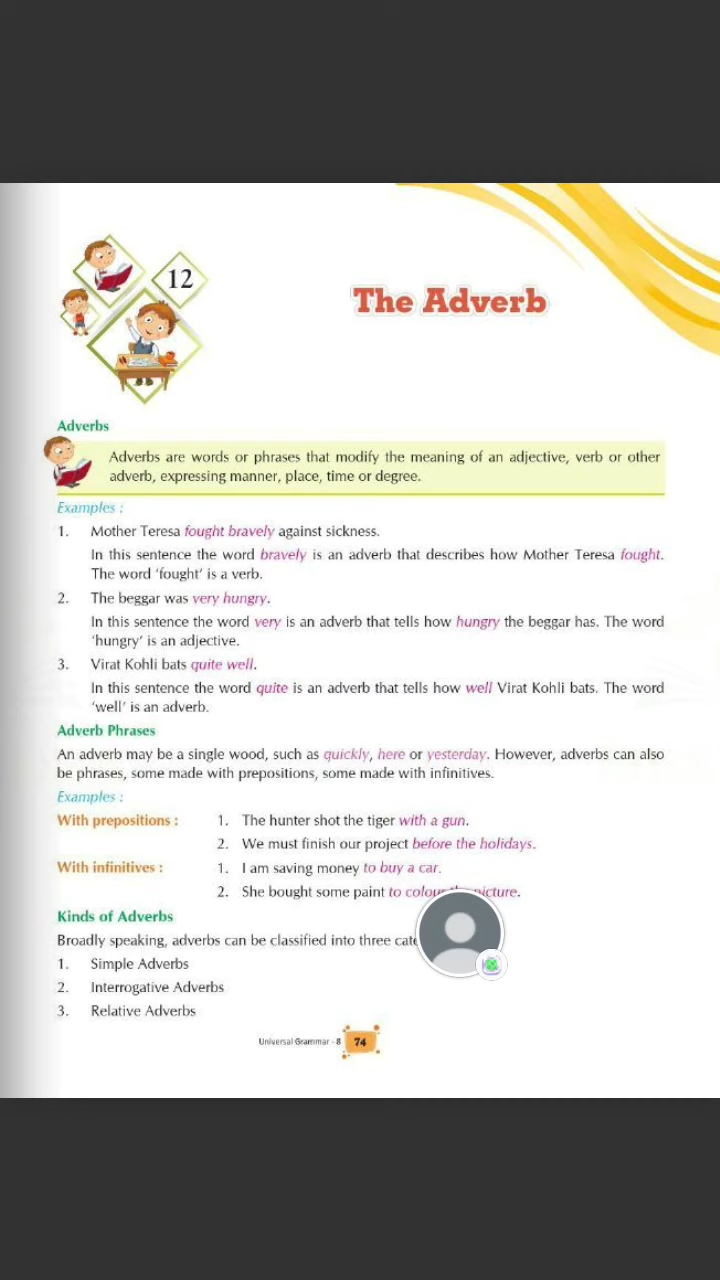 12
The Adverb
Adverbs
Adverbs are words or phrases that modify the meaning of an adjective, verb or other
adverb, expressing manner, place, time or degree.
Examples :
1. Mother Teresa fought bravely against sickness.
In this sentence the word bravely is an adverb that describes how Mother Teresa fought.
The word ‘fought’ is a verb.
2. The beggar was very hungry.
In this sentence the word very is an adverb that tells how hungry the beggar has. The word
‘hungry’ is an adjective.
3. Virat Kohli bats quite well.
In this sentence the word quite is an adverb that tells how well Virat Kohli bats. The word
‘well’ is an adverb.
Adverb Phrases
An adverb may be a single wood, such as quickly, here or yesterday. However, adverbs can also
be phrases, some made with prepositions, some made with infinitives.
Examples :
With prepositions : 1. The hunter shot the tiger with a gun.
2. We must finish our project before the holidays.
With infinitives : 1. I am saving money to buy a car.
2. She bought some paint to colour the picture.
Kinds of Adverbs
Broadly speaking, adverbs can be classified into three
1. Simple Adverbs
2. Interrogative Adverbs
3. Relative Adverbs
Universal Grammar - 8 74